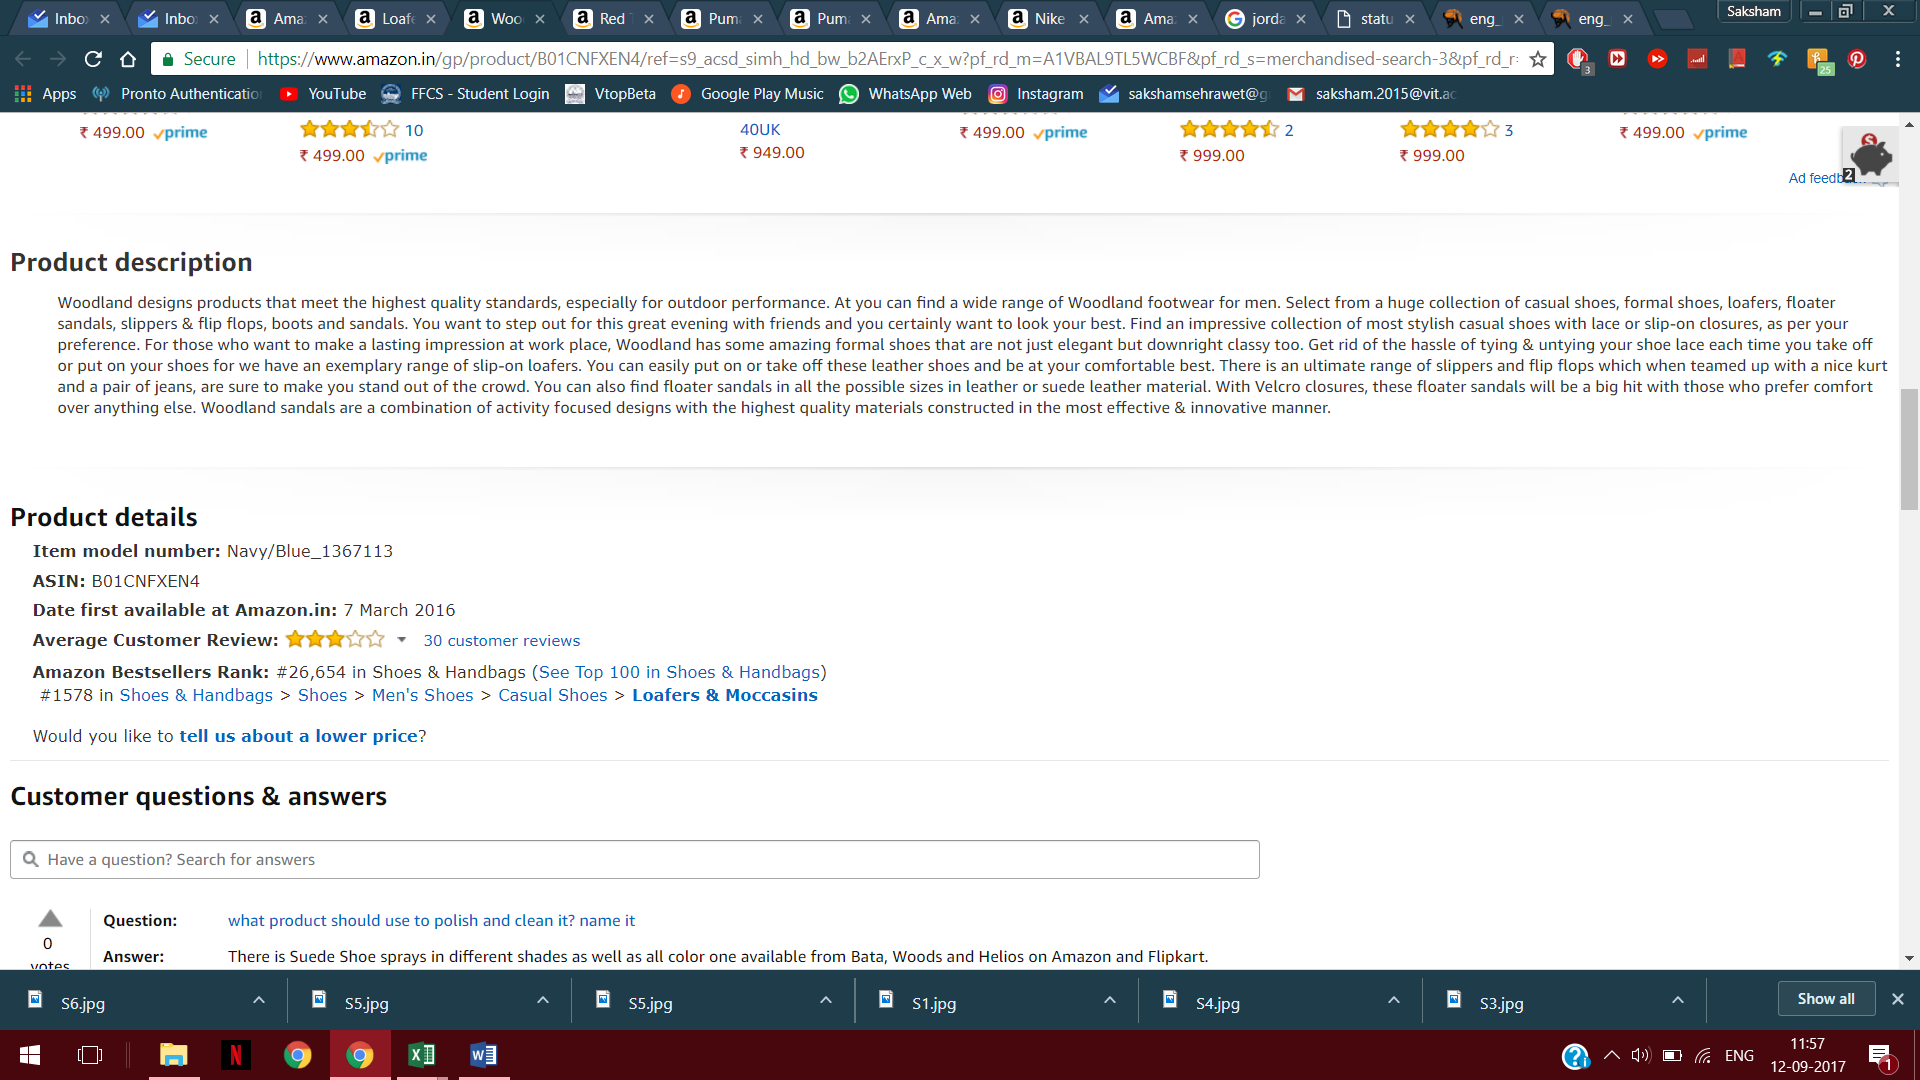 Inbo Inbo Ama Loaf Woo Red Pum Pum Ama Nike Ama jorda statu eng_ eng_ Saksham
Secure https://www.amazon.in/gp/product/B01CNFXEN4/ref=s9_acsd_simh_hd_bw_b2AErxP_c_x_w?pf_rd_m=A1VBAL9TL5WCBF&pf_rd_s=merchandised-search-3&pf_rd_r= 3 25
Apps Pronto Authenticatio YouTube FFCS - Student Login VtopBeta Google Play Music WhatsApp Web Instagram sakshamsehrawet@g saksham.2015@vit.ac
₹ 499.00 prime 10 40UK ₹ 499.00 prime 2 3 ₹ 499.00 prime
₹ 499.00 prime ₹ 949.00 ₹ 999.00 ₹ 999.00
Ad feedb 2
Product description
Woodland designs products that meet the highest quality standards, especially for outdoor performance. At you can find a wide range of Woodland footwear for men. Select from a huge collection of casual shoes, formal shoes, loafers, floater
sandals, slippers & flip flops, boots and sandals. You want to step out for this great evening with friends and you certainly want to look your best. Find an impressive collection of most stylish casual shoes with lace or slip-on closures, as per your
preference. For those who want to make a lasting impression at work place, Woodland has some amazing formal shoes that are not just elegant but downright classy too. Get rid of the hassle of tying & untying your shoe lace each time you take off
or put on your shoes for we have an exemplary range of slip-on loafers. You can easily put on or take off these leather shoes and be at your comfortable best. There is an ultimate range of slippers and flip flops which when teamed up with a nice kurt
and a pair of jeans, are sure to make you stand out of the crowd. You can also find floater sandals in all the possible sizes in leather or suede leather material. With Velcro closures, these floater sandals will be a big hit with those who prefer comfort
over anything else. Woodland sandals are a combination of activity focused designs with the highest quality materials constructed in the most effective & innovative manner.
Product details
Item model number: Navy/Blue_1367113
ASIN: B01CNFXEN4
Date first available at Amazon.in: 7 March 2016
Average Customer Review: 30 customer reviews
Amazon Bestsellers Rank: #26,654 in Shoes & Handbags (See Top 100 in Shoes & Handbags)
#1578 in Shoes & Handbags > Shoes > Men's Shoes > Casual Shoes > Loafers & Moccasins
Would you like to tell us about a lower price?
Customer questions & answers
Have a question? Search for answers
Question: what product should use to polish and clean it? name it
0
votes
Answer: There is Suede Shoe sprays in different shades as well as all color one available from Bata, Woods and Helios on Amazon and Flipkart.
S6.jpg S5.jpg S5.jpg S1.jpg S4.jpg S3.jpg Show all
ENG 11:57
12-09-2017 1